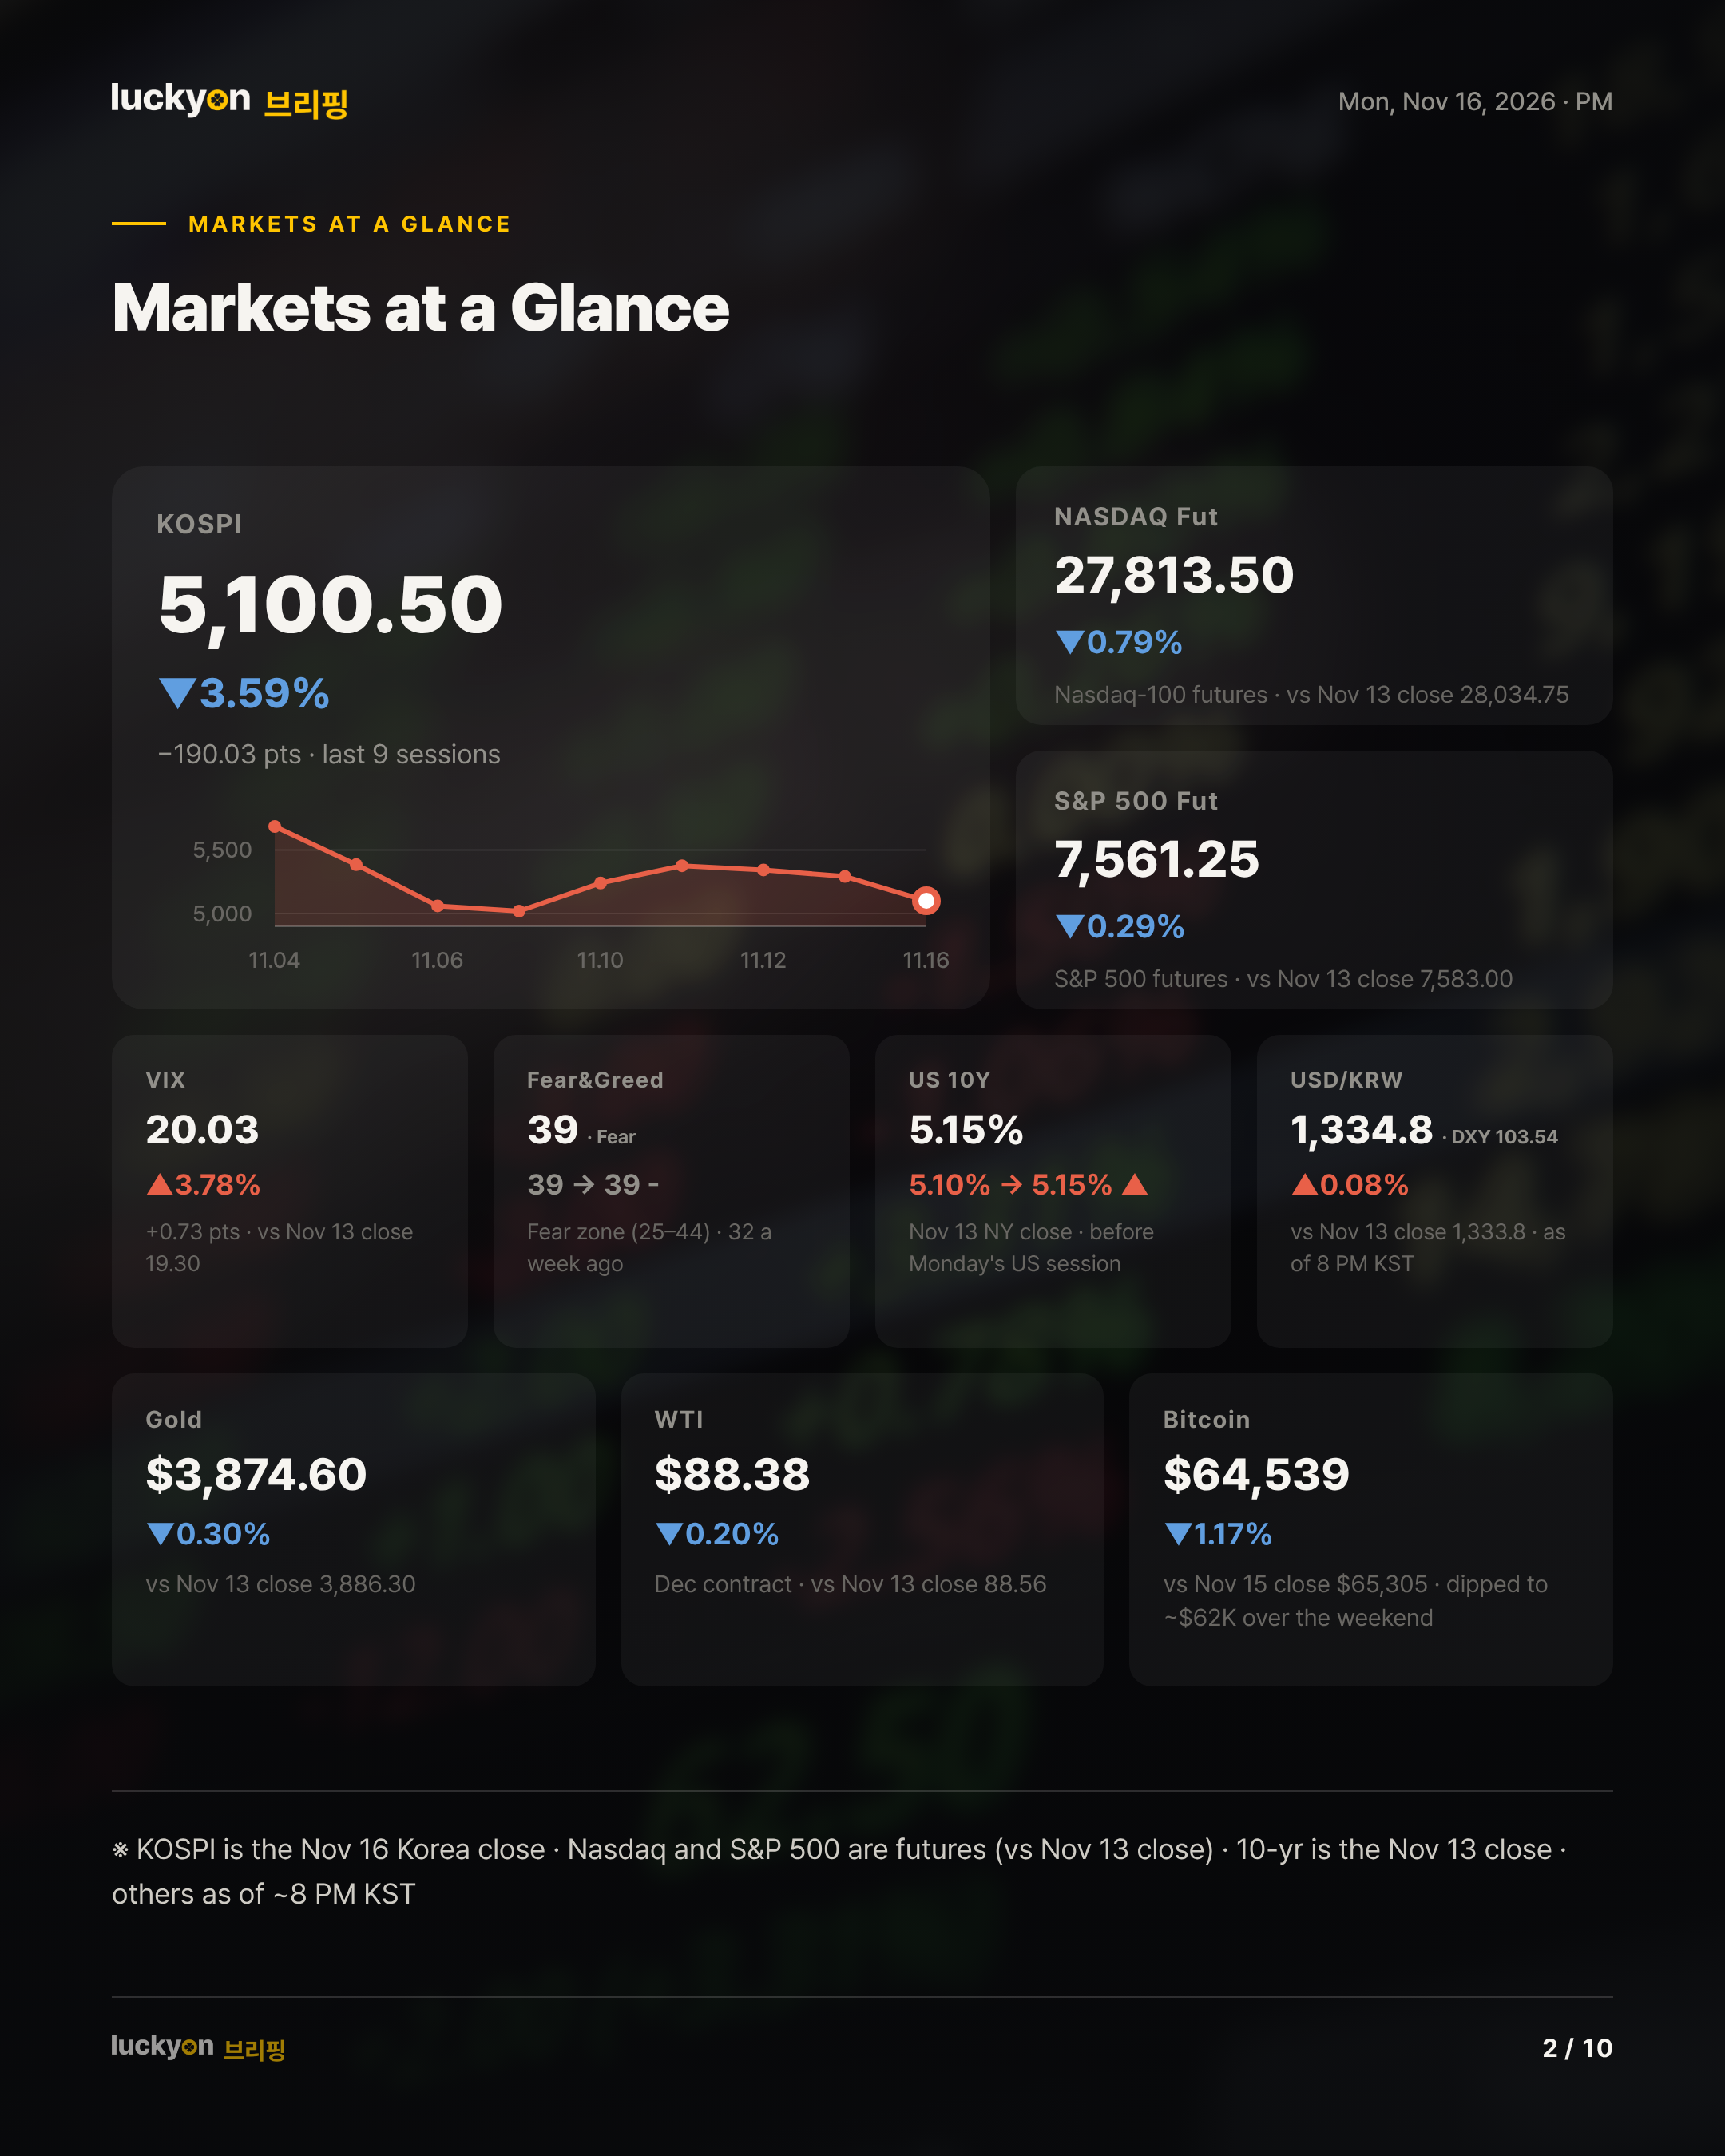 luckyon 브리핑
Mon, Nov 16, 2026 · PM
MARKETS AT A GLANCE
Markets at a Glance
KOSPI
5,100.50
▼3.59%
−190.03 pts · last 9 sessions
5,500
5,000
11.04 11.06 11.10 11.12 11.16
NASDAQ Fut
27,813.50
▼0.79%
Nasdaq-100 futures · vs Nov 13 close 28,034.75
S&P 500 Fut
7,561.25
▼0.29%
S&P 500 futures · vs Nov 13 close 7,583.00
VIX
20.03
▲3.78%
+0.73 pts · vs Nov 13 close
19.30
Fear&Greed
39 · Fear
39 → 39 -
Fear zone (25–44) · 32 a
week ago
US 10Y
5.15%
5.10% → 5.15% ▲
Nov 13 NY close · before
Monday's US session
USD/KRW
1,334.8 · DXY 103.54
▲0.08%
vs Nov 13 close 1,333.8 · as
of 8 PM KST
Gold
$3,874.60
▼0.30%
vs Nov 13 close 3,886.30
WTI
$88.38
▼0.20%
Dec contract · vs Nov 13 close 88.56
Bitcoin
$64,539
▼1.17%
vs Nov 15 close $65,305 · dipped to
~$62K over the weekend
※ KOSPI is the Nov 16 Korea close · Nasdaq and S&P 500 are futures (vs Nov 13 close) · 10-yr is the Nov 13 close ·
others as of ~8 PM KST
luckyon 브리핑
2 / 10